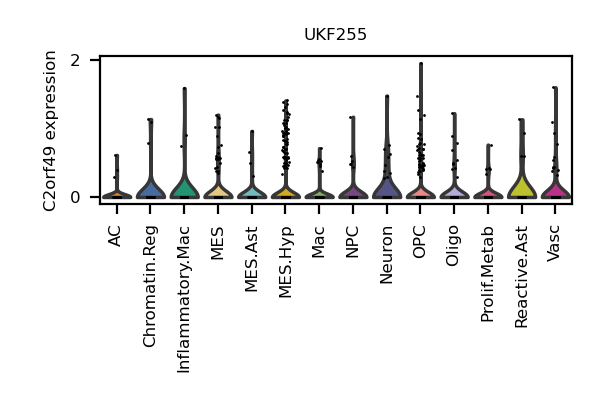 UKF255
C2orf49 expression
2
0
AC
Chromatin.Reg
Inflammatory.Mac
MES
MES.Ast
MES.Hyp
Mac
NPC
Neuron
OPC
Oligo
Prolif.Metab
Reactive.Ast
Vasc